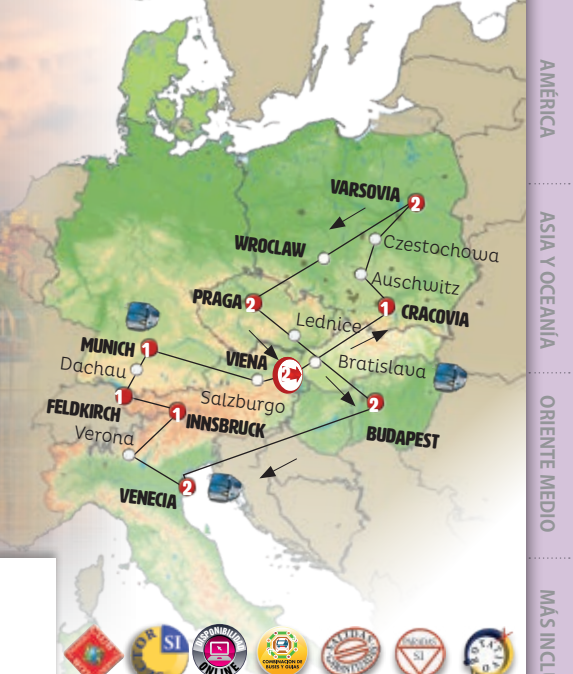 AMÉRICA
ASIA Y OCEANÍA
ORIENTE MEDIO
MÁS INCL
VARSOVIA 2
WROCLAW
Czestochowa
Auschwitz
PRAGA 2
1 CRACOVIA
Lednice
MUNICH 1
VIENA 2
Bratislava
Dachau
Salzburgo
1 FELDKIRCH
1 INNSBRUCK
2 BUDAPEST
Verona
VENECIA 2
SI
DISPONIBILIDAD
ONLINE
COMBINACIÓN DE
BUSES Y GUÍAS
SALIDAS
GARANTIZADAS
PARADAS
SI